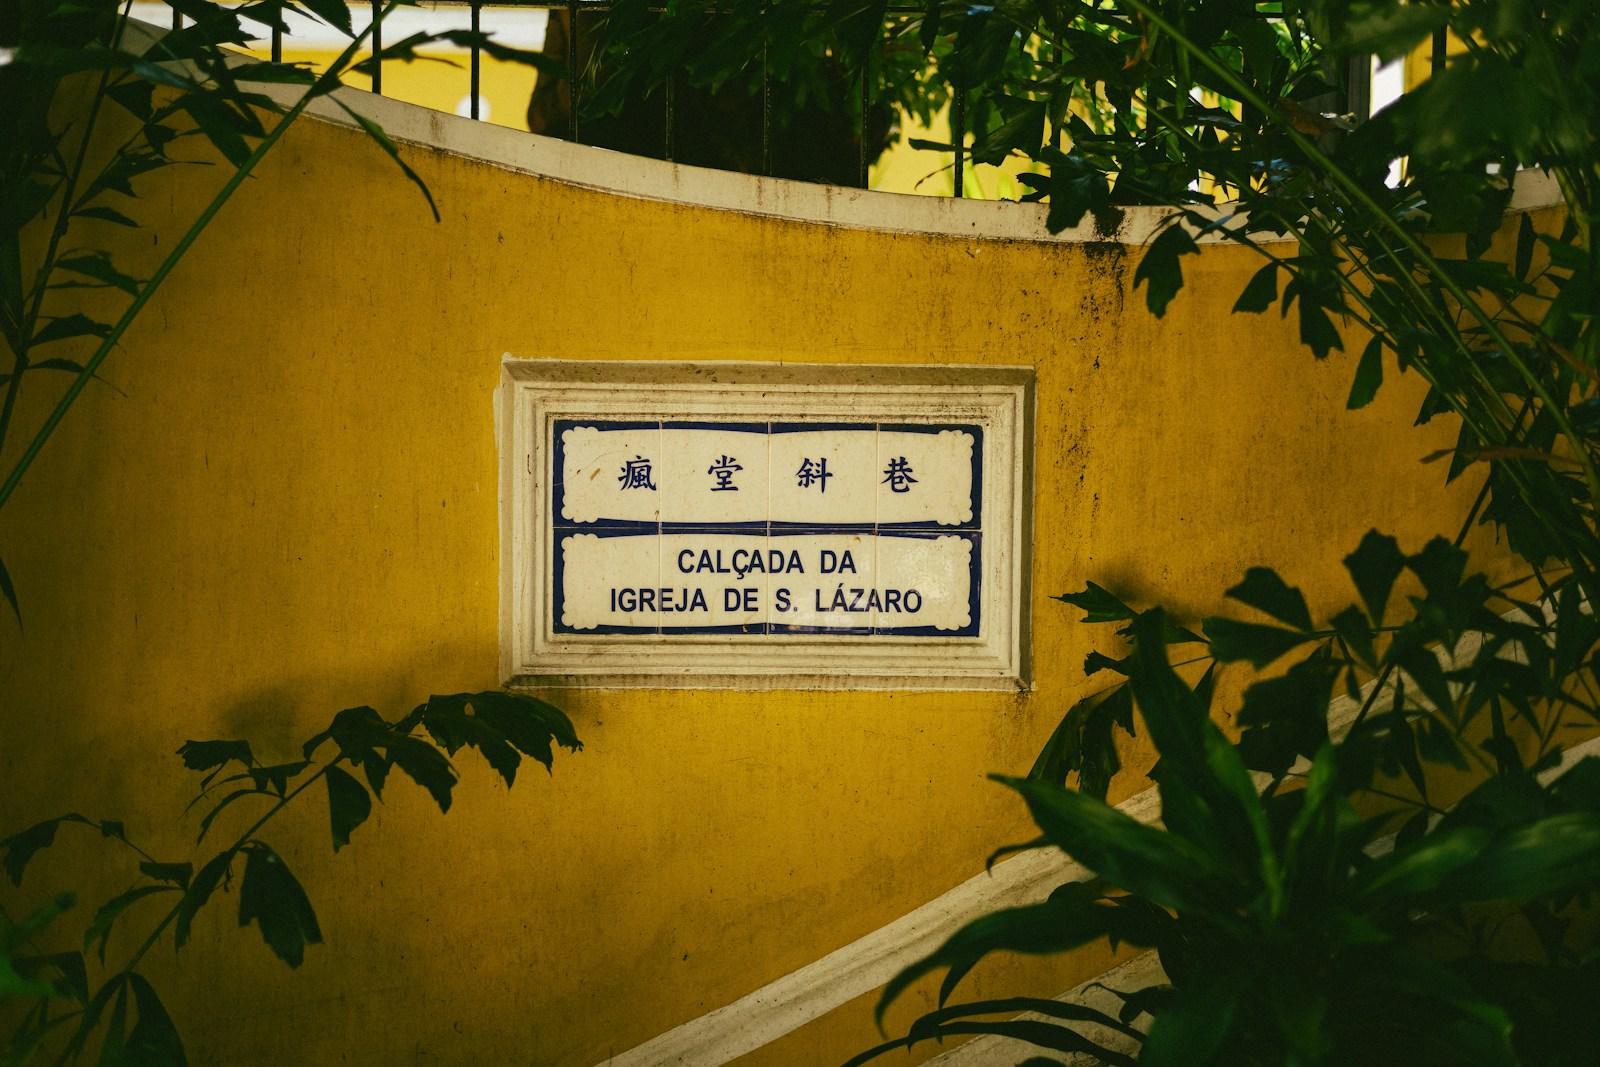 瘋堂斜巷
CALÇADA DA
IGREJA DE S. LÁZARO